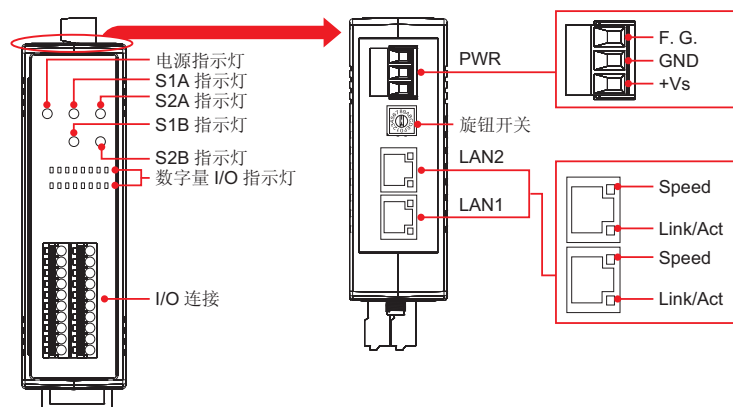 电源指示灯
S1A 指示灯
S2A 指示灯
S1B 指示灯
S2B 指示灯
数字量 I/O 指示灯
I/O 连接
PWR
旋钮开关
LAN2
LAN1
F. G.
GND
+Vs
Speed
Link/Act
Speed
Link/Act